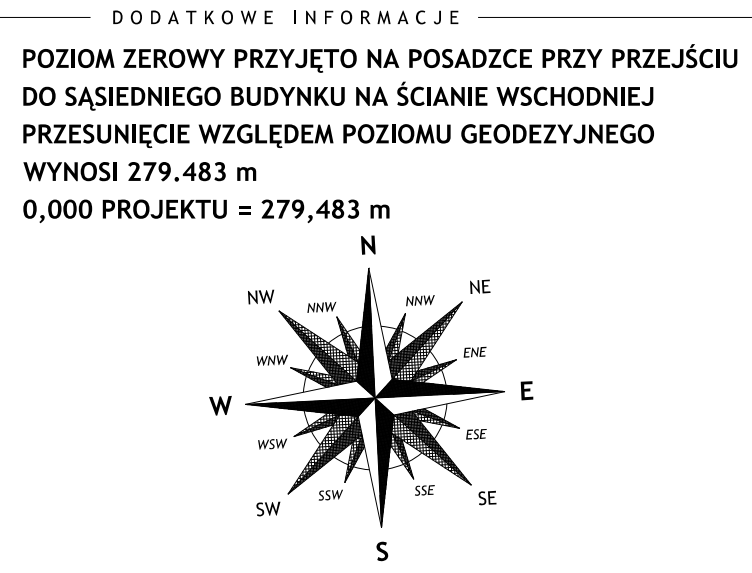 DODATKOWE INFORMACJE
POZIOM ZEROWY PRZYJĘTO NA POSADZCE PRZY PRZEJŚCIU
DO SĄSIEDNIEGO BUDYNKU NA ŚCIANIE WSCHODNIEJ
PRZESUNIĘCIE WZGLĘDEM POZIOMU GEODEZYJNEGO
WYNOSI 279.483 m
0,000 PROJEKTU = 279,483 m
N
NW NNW NNW NE
WNW ENE
W E
WSW ESE
SW SSW SSE SE
S